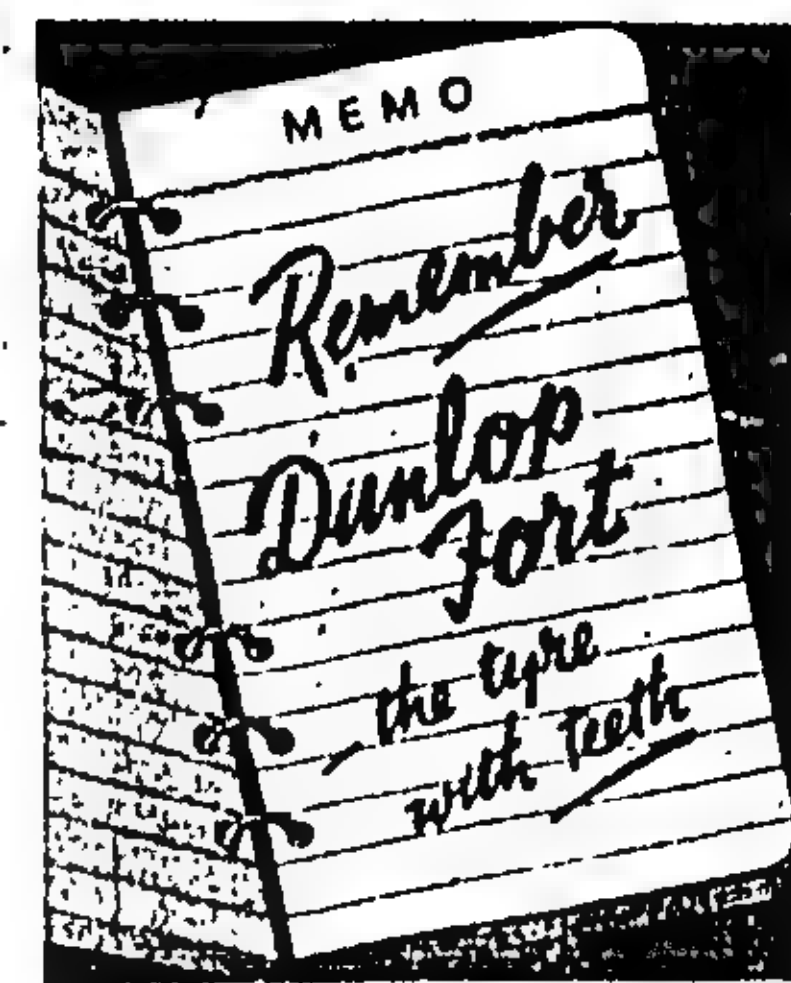 MEMO
Remember
Dunlop
Fort
– the tyre
with teeth